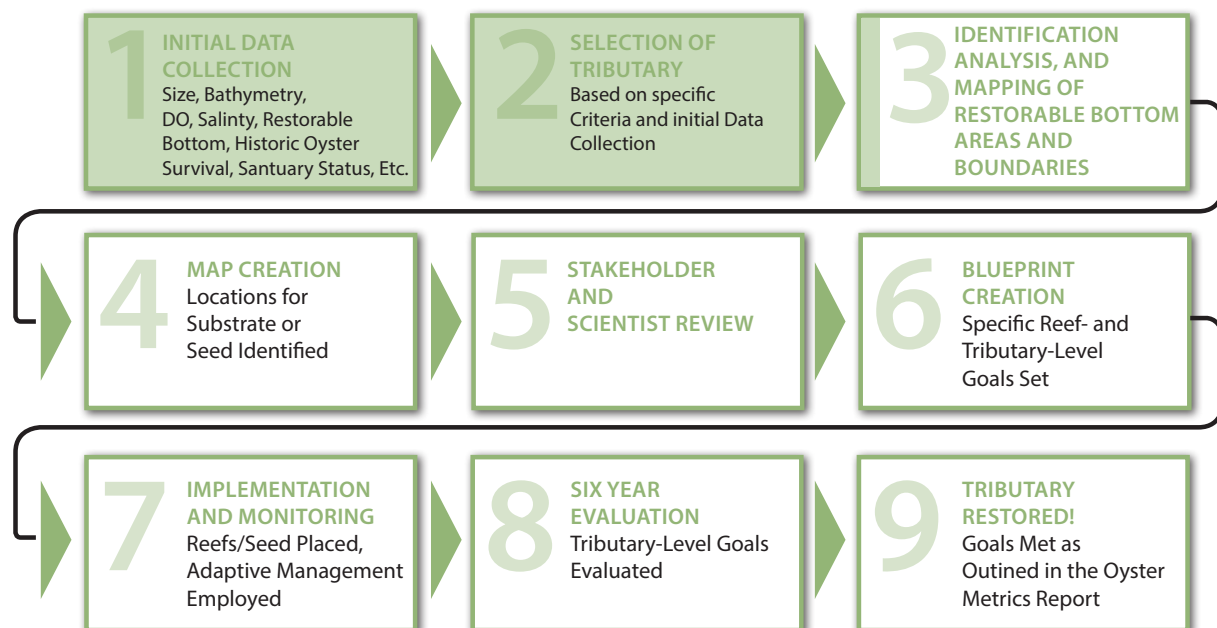 1
INITIAL DATA
COLLECTION
Size, Bathymetry,
DO, Salinty, Restorable
Bottom, Historic Oyster
Survival, Santuary Status, Etc.
2
SELECTION OF
TRIBUTARY
Based on specific
Criteria and initial Data
Collection
3
IDENTIFICATION
ANALYSIS, AND
MAPPING OF
RESTORABLE BOTTOM
AREAS AND
BOUNDARIES
4
MAP CREATION
Locations for
Substrate or
Seed Identified
5
STAKEHOLDER
AND
SCIENTIST REVIEW
6
BLUEPRINT
CREATION
Specific Reef- and
Tributary-Level
Goals Set
7
IMPLEMENTATION
AND MONITORING
Reefs/Seed Placed,
Adaptive Management
Employed
8
SIX YEAR
EVALUATION
Tributary-Level Goals
Evaluated
9
TRIBUTARY
RESTORED!
Goals Met as
Outined in the Oyster
Metrics Report